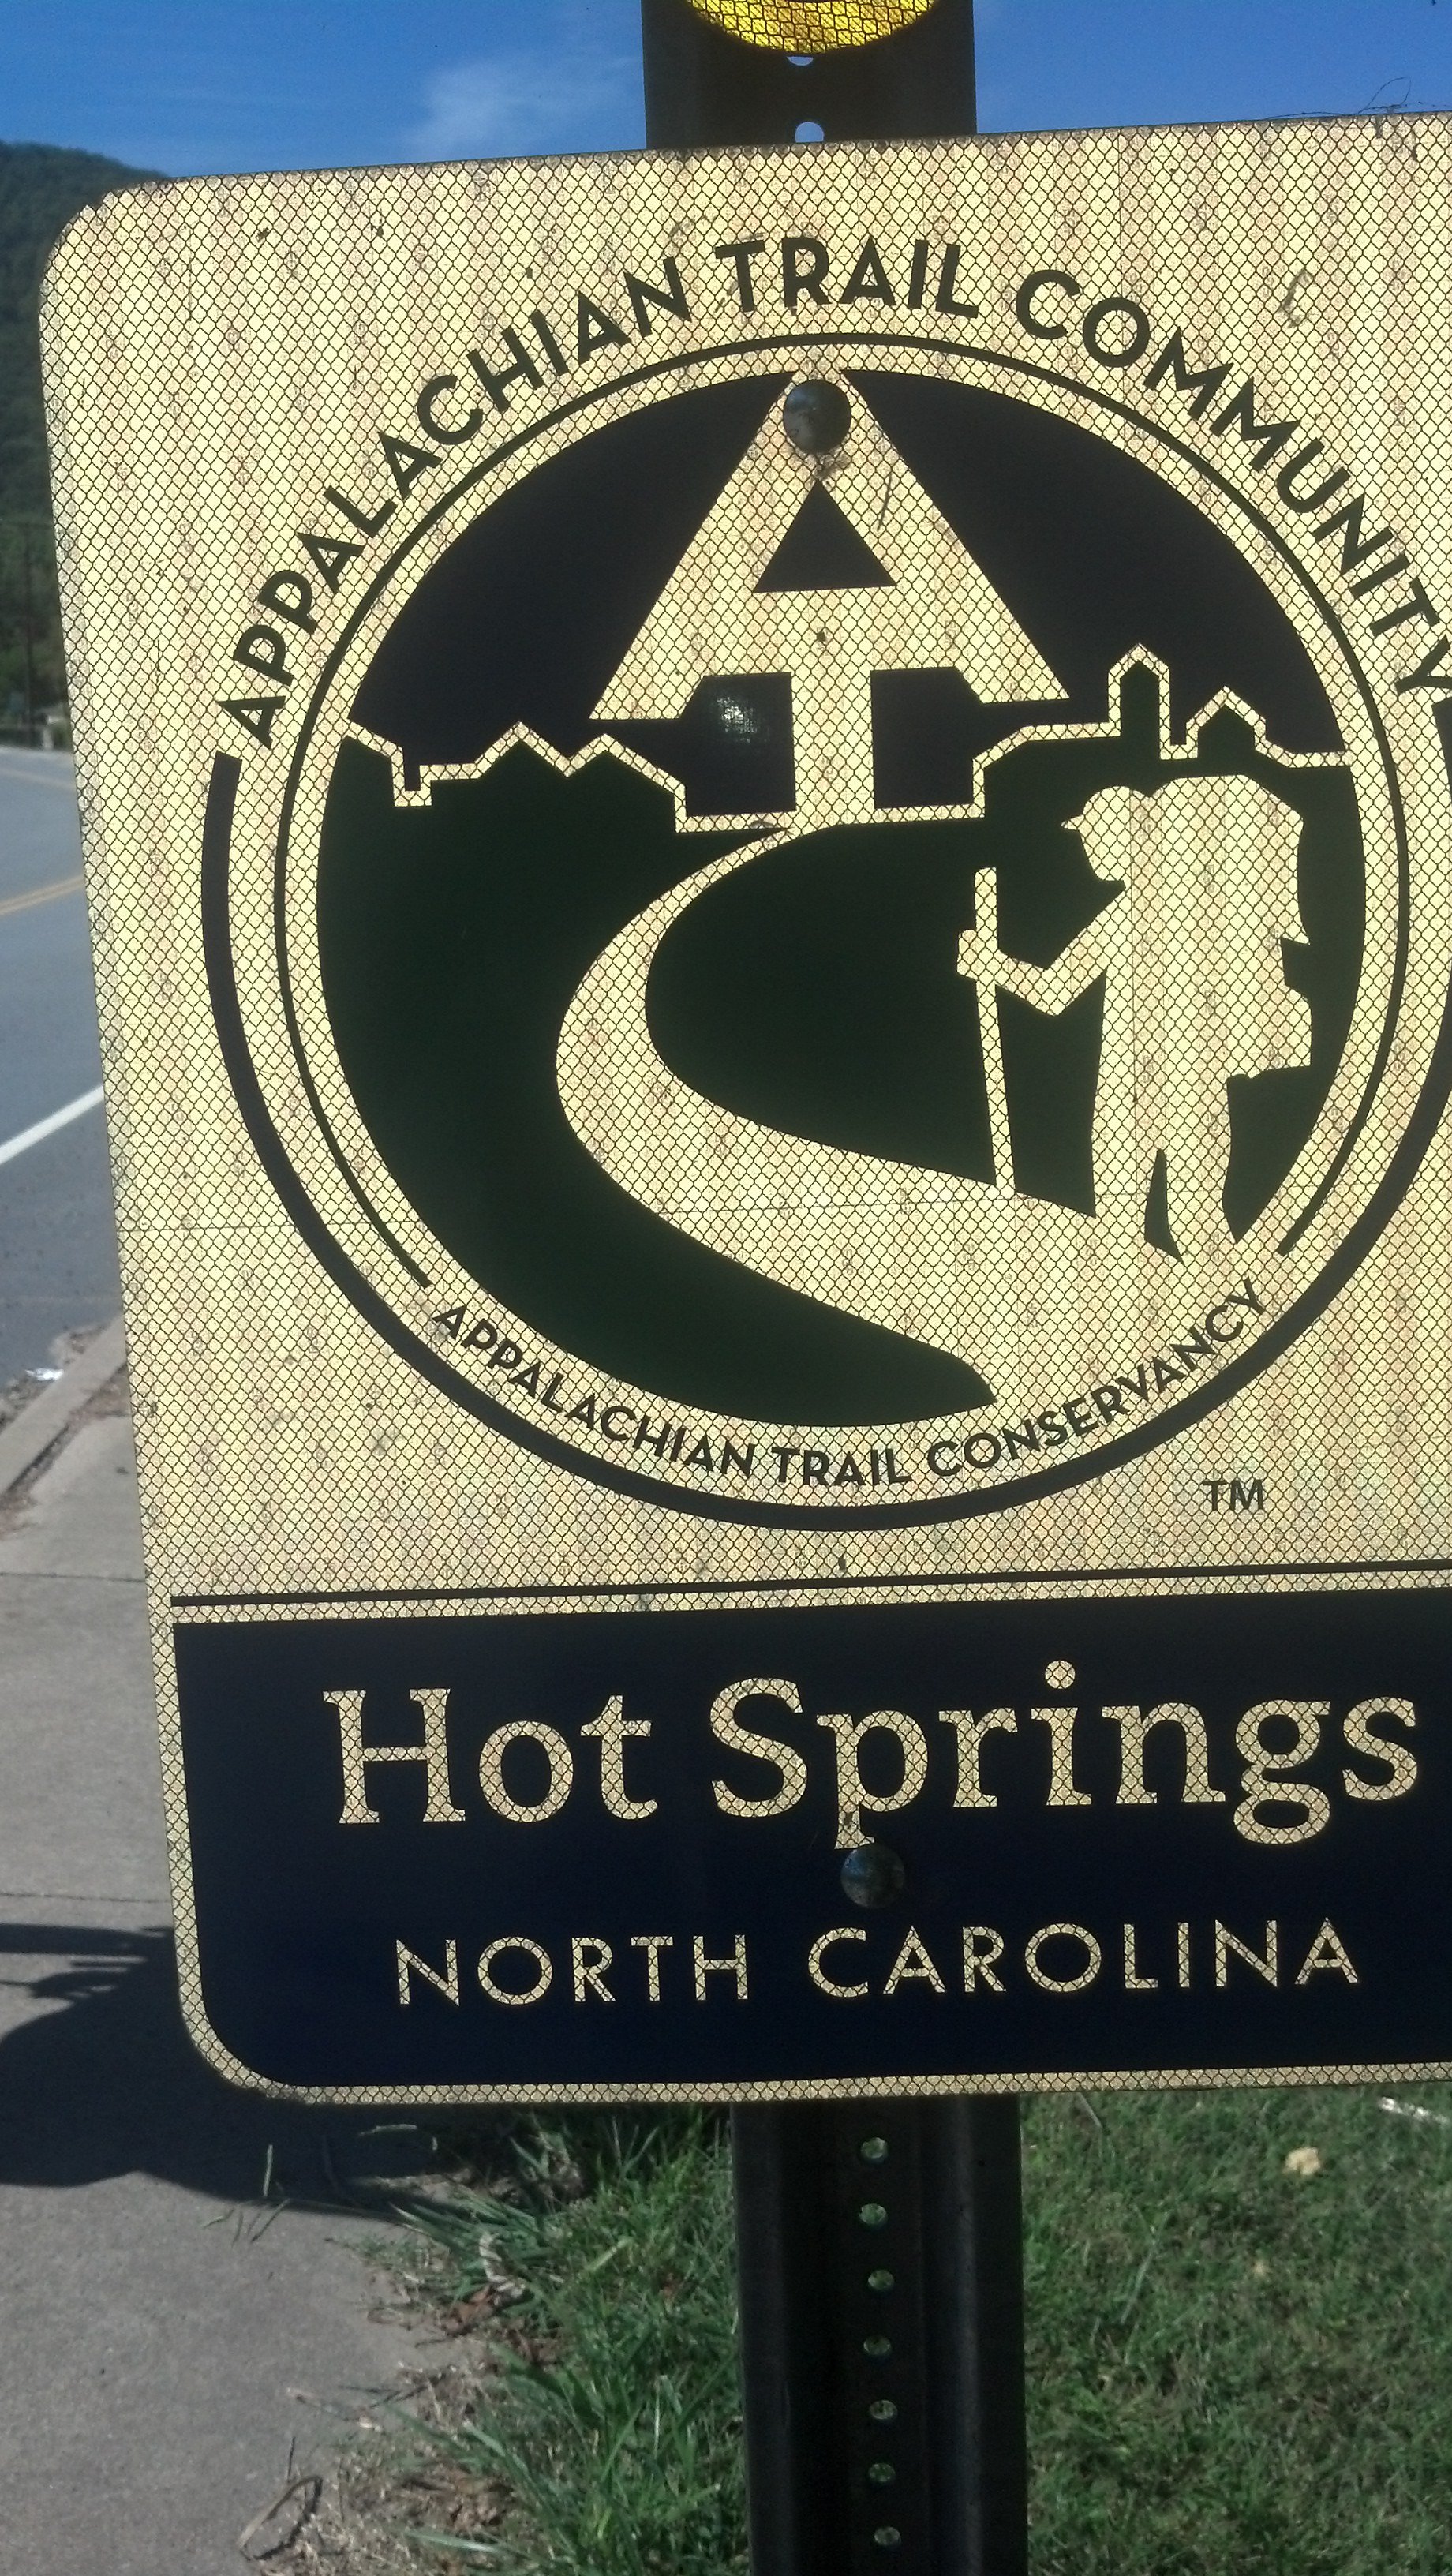 APPALACHIAN TRAIL COMMUNITY
APPALACHIAN TRAIL CONSERVANCY
TM
Hot Springs
NORTH CAROLINA